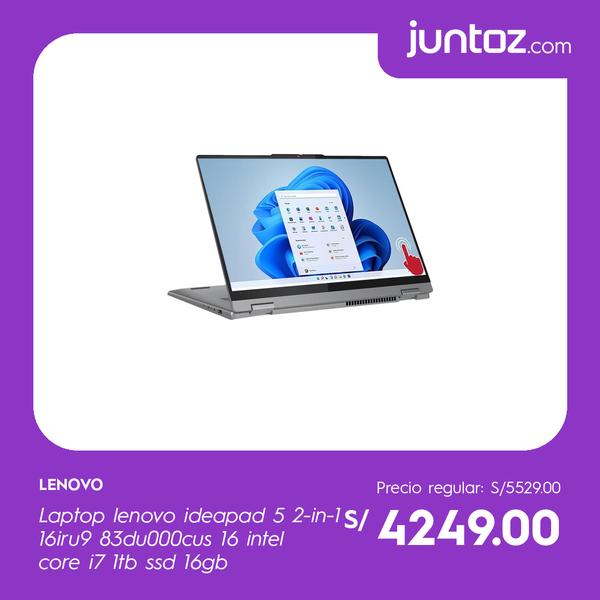 juntoz.com
LENOVO
Laptop lenovo ideapad 5 2-in-1
16iru9 83du000cus 16 intel
core i7 1tb ssd 16gb
Precio regular: S/5529.00
S/ 4249.00